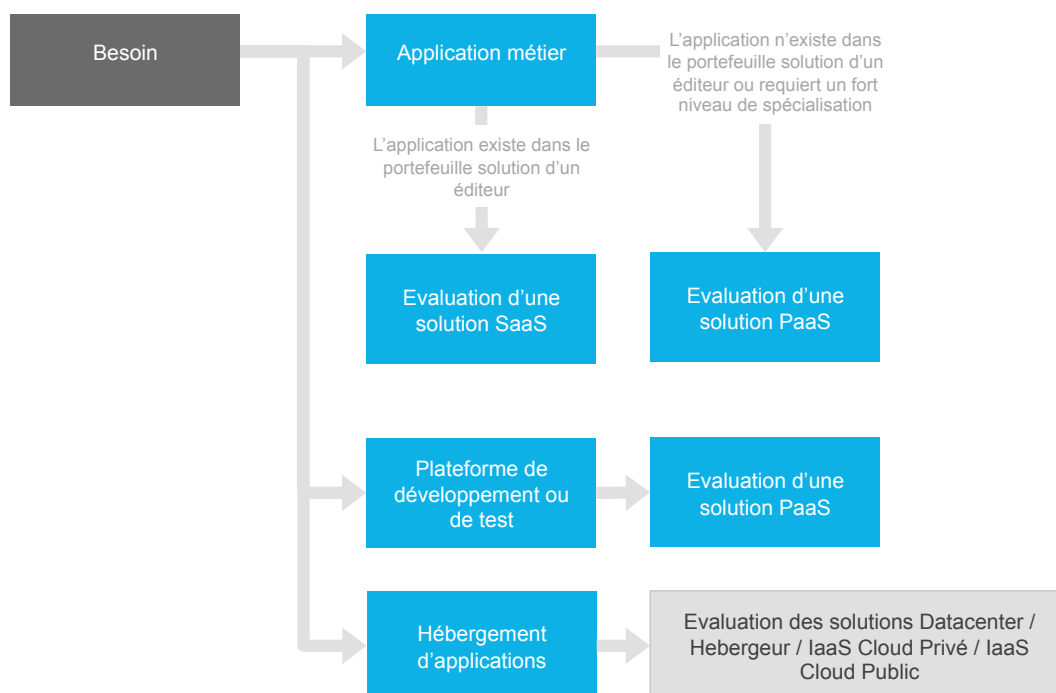 Besoin
Application métier
L’application n’existe dans
le portefeuille solution d’un
éditeur ou requiert un fort
niveau de spécialisation
L’application existe dans le
portefeuille solution d’un
éditeur
Evaluation d’une
solution SaaS
Evaluation d’une
solution PaaS
Plateforme de
développement ou
de test
Evaluation d’une
solution PaaS
Hébergement
d’applications
Evaluation des solutions Datacenter /
Hebergeur / IaaS Cloud Privé / IaaS
Cloud Public